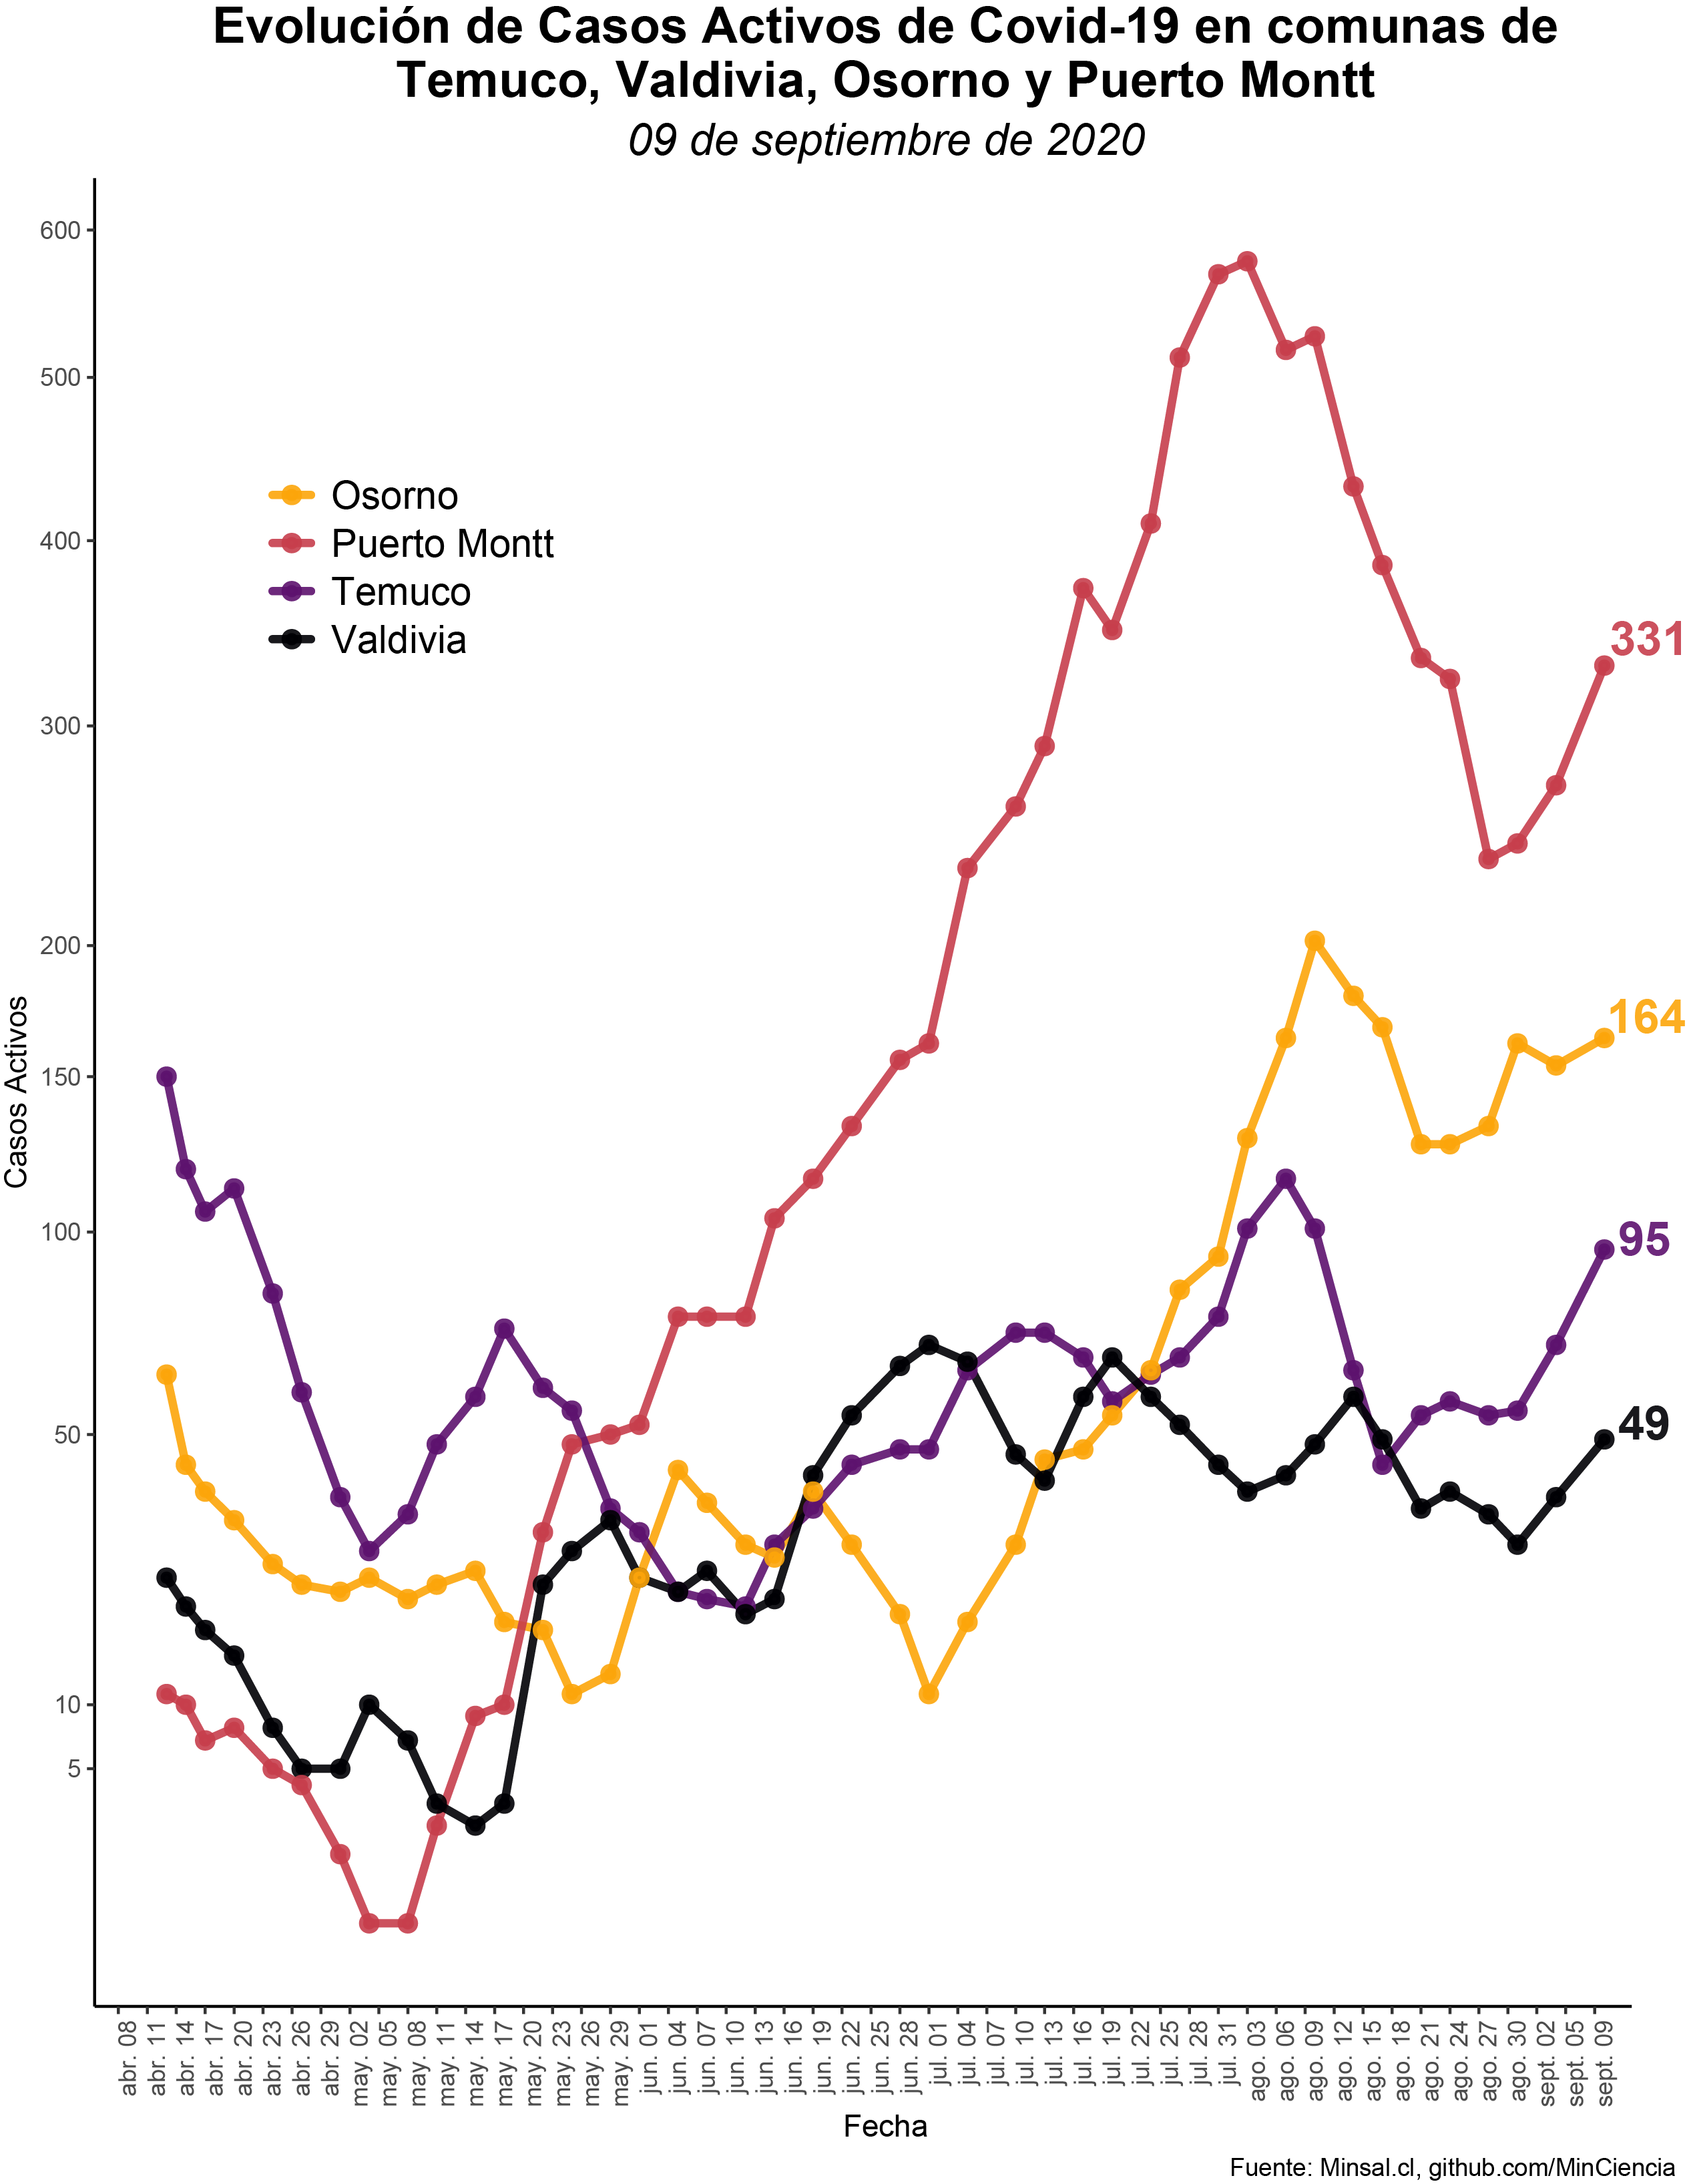 Evolución de Casos Activos de Covid-19 en comunas de
Temuco, Valdivia, Osorno y Puerto Montt
09 de septiembre de 2020
600
500
400
300
200
150
100
50
10
5
Casos Activos
Osorno
Puerto Montt
Temuco
Valdivia
331
164
95
49
abr. 08
abr. 11
abr. 14
abr. 17
abr. 20
abr. 23
abr. 26
abr. 29
may. 02
may. 05
may. 08
may. 11
may. 14
may. 17
may. 20
may. 23
may. 26
may. 29
jun. 01
jun. 04
jun. 07
jun. 10
jun. 13
jun. 16
jun. 19
jun. 22
jun. 25
jun. 28
jul. 01
jul. 04
jul. 07
jul. 10
jul. 13
jul. 16
jul. 19
jul. 22
jul. 25
jul. 28
jul. 31
ago. 03
ago. 06
ago. 09
ago. 12
ago. 15
ago. 18
ago. 21
ago. 24
ago. 27
ago. 30
sept. 02
sept. 05
sept. 09
Fecha
Fuente: Minsal.cl, github.com/MinCiencia